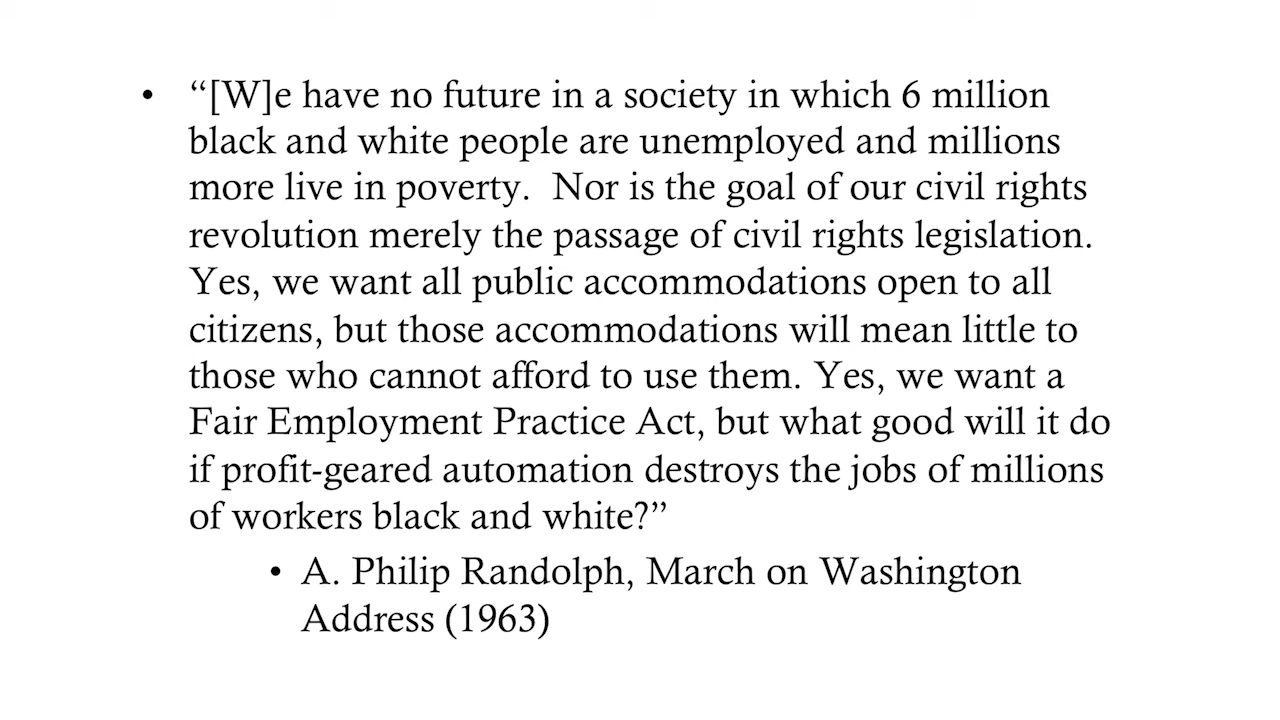 • “[W]e have no future in a society in which 6 million
black and white people are unemployed and millions
more live in poverty.  Nor is the goal of our civil rights
revolution merely the passage of civil rights legislation.
Yes, we want all public accommodations open to all
citizens, but those accommodations will mean little to
those who cannot afford to use them. Yes, we want a
Fair Employment Practice Act, but what good will it do
if profit-geared automation destroys the jobs of millions
of workers black and white?”
• A. Philip Randolph, March on Washington
Address (1963)